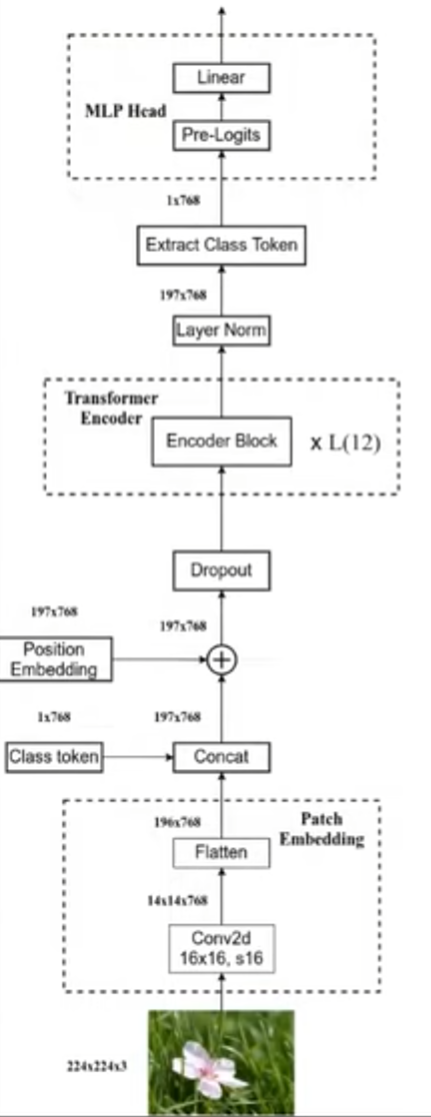 Linear
MLP Head
Pre-Logits
1x768
Extract Class Token
197x768
Layer Norm
Transformer
Encoder
Encoder Block
x L(12)
Dropout
197x768
197x768
Position
Embedding
+
1x768
197x768
Class token
Concat
Patch
Embedding
196x768
Flatten
14x14x768
Conv2d
16x16, s16
224x224x3